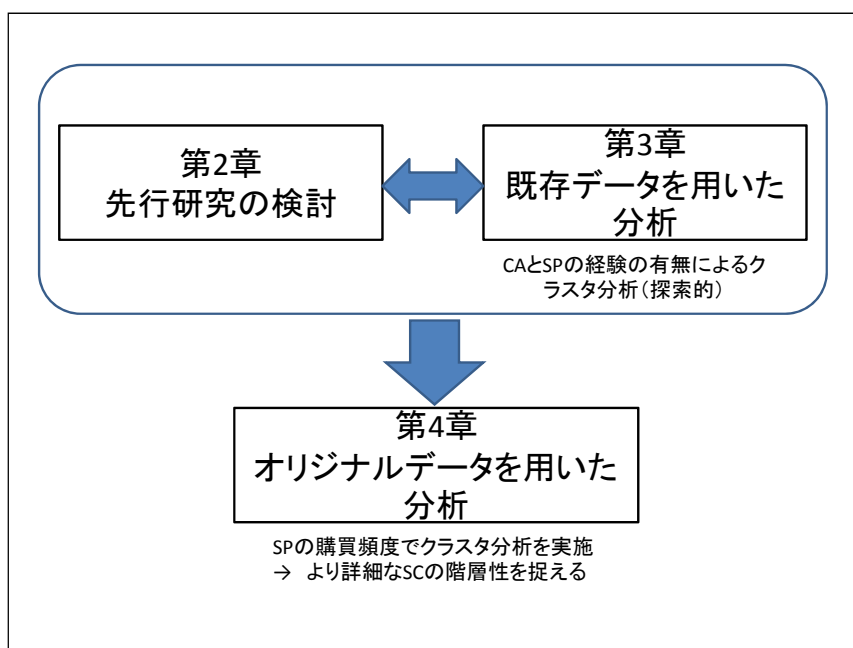 第2章
先行研究の検討
第3章
既存データを用いた
分析
CAとSPの経験の有無によるク
ラスタ分析(探索的)
第4章
オリジナルデータを用いた
分析
SPの購買頻度でクラスタ分析を実施
→ より詳細なSCの階層性を捉える